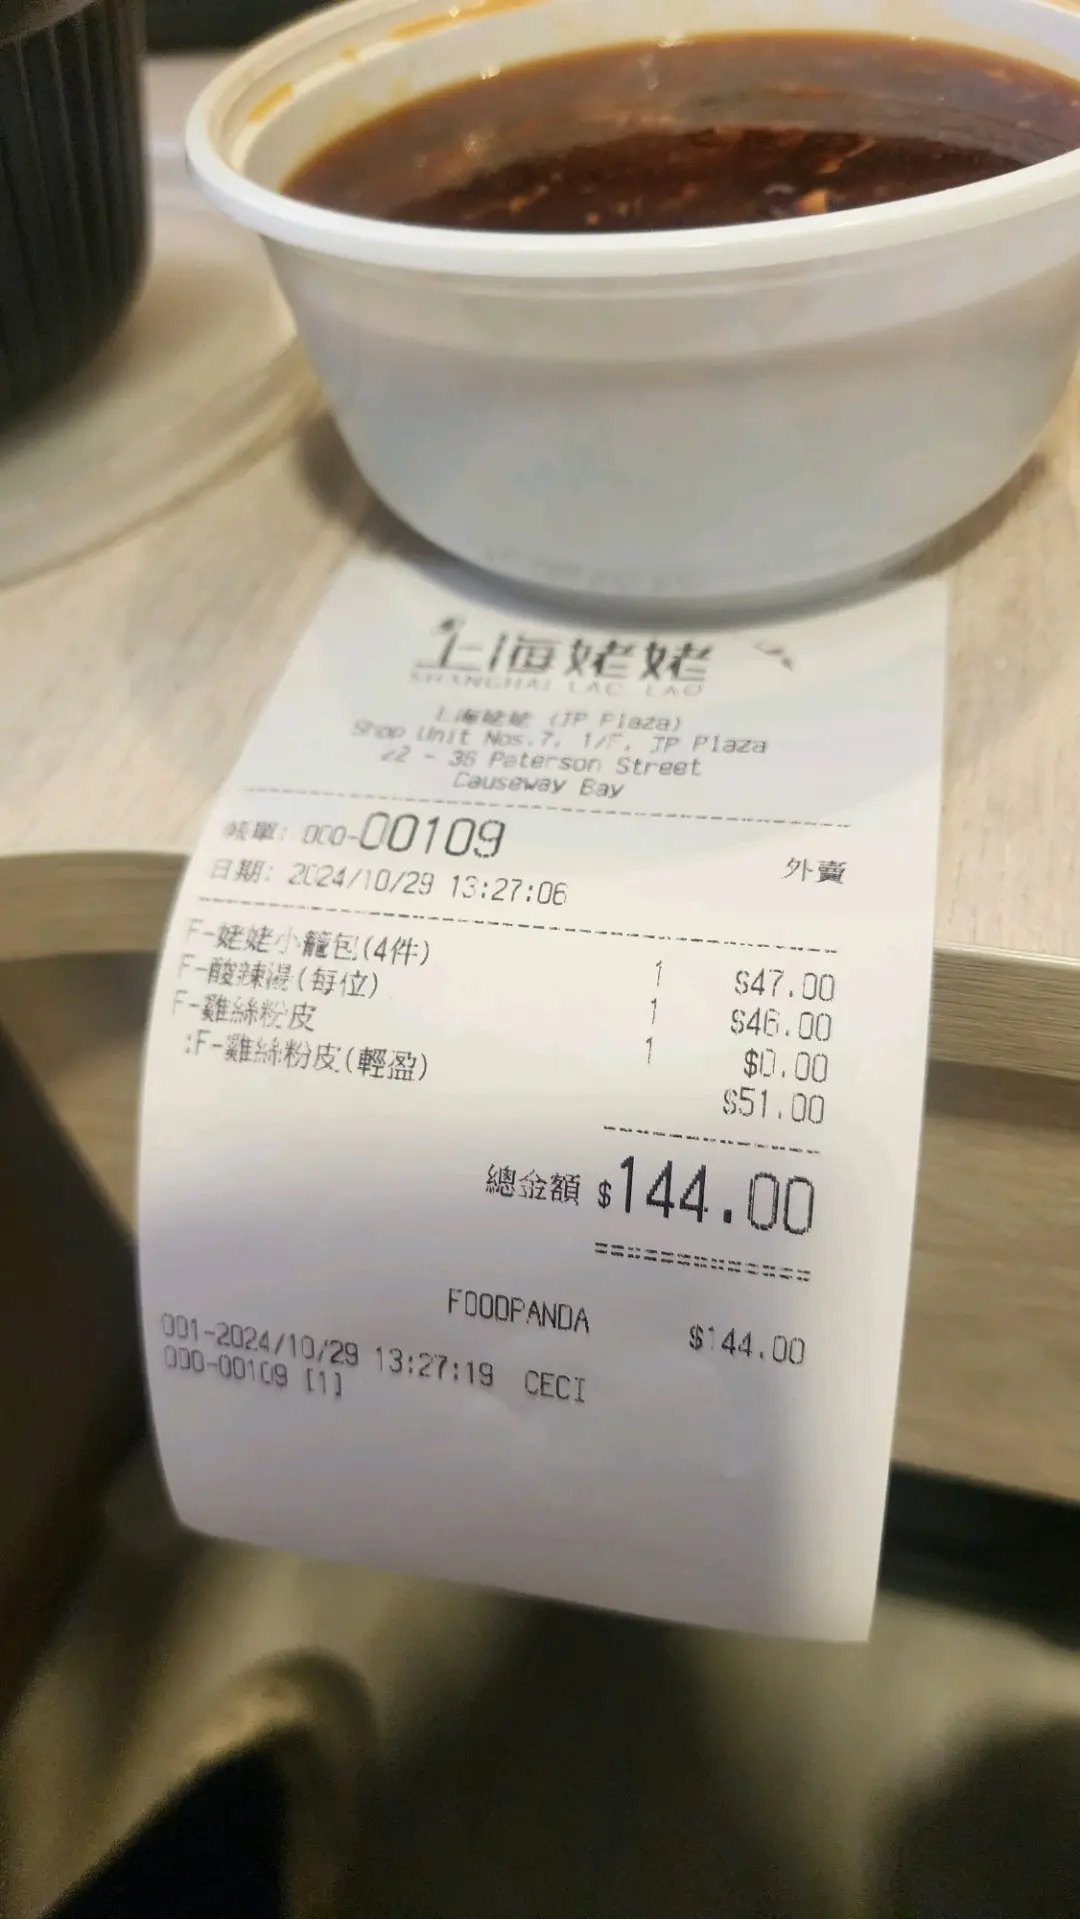 上海姥姥
SHANGHAI LAO LAO
上海姥姥 (JP Plaza)
Shop Unit Nos.7, 1/F, JP Plaza
22 - 36 Paterson Street
Causeway Bay
帳單: 000-00109 外賣
日期: 2024/10/29 13:27:06
F-姥姥小籠包(4件) 1 $47.00
F-酸辣湯(每位) 1 $46.00
F-雞絲粉皮 1 $0.00
:F-雞絲粉皮(輕盈) $51.00
總金額 $144.00
FOODPANDA $144.00
001-2024/10/29 13:27:19 CECI
000-00109 [1]